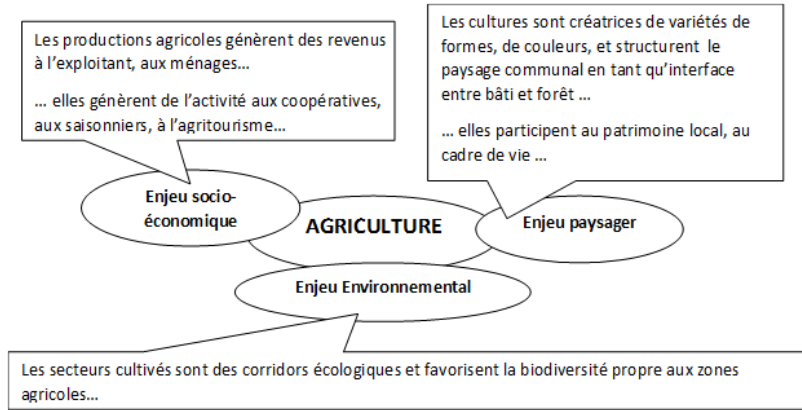 Les productions agricoles génèrent des revenus
à l'exploitant, aux ménages…
… elles génèrent de l'activité aux coopératives,
aux saisonniers, à l'agritourisme…
Les cultures sont créatrices de variétés de
formes, de couleurs, et structurent le
paysage communal en tant qu'interface
entre bâti et forêt …
… elles participent au patrimoine local, au
cadre de vie …
Enjeu socio-
économique
AGRICULTURE
Enjeu paysager
Enjeu Environnemental
Les secteurs cultivés sont des corridors écologiques et favorisent la biodiversité propre aux zones
agricoles…